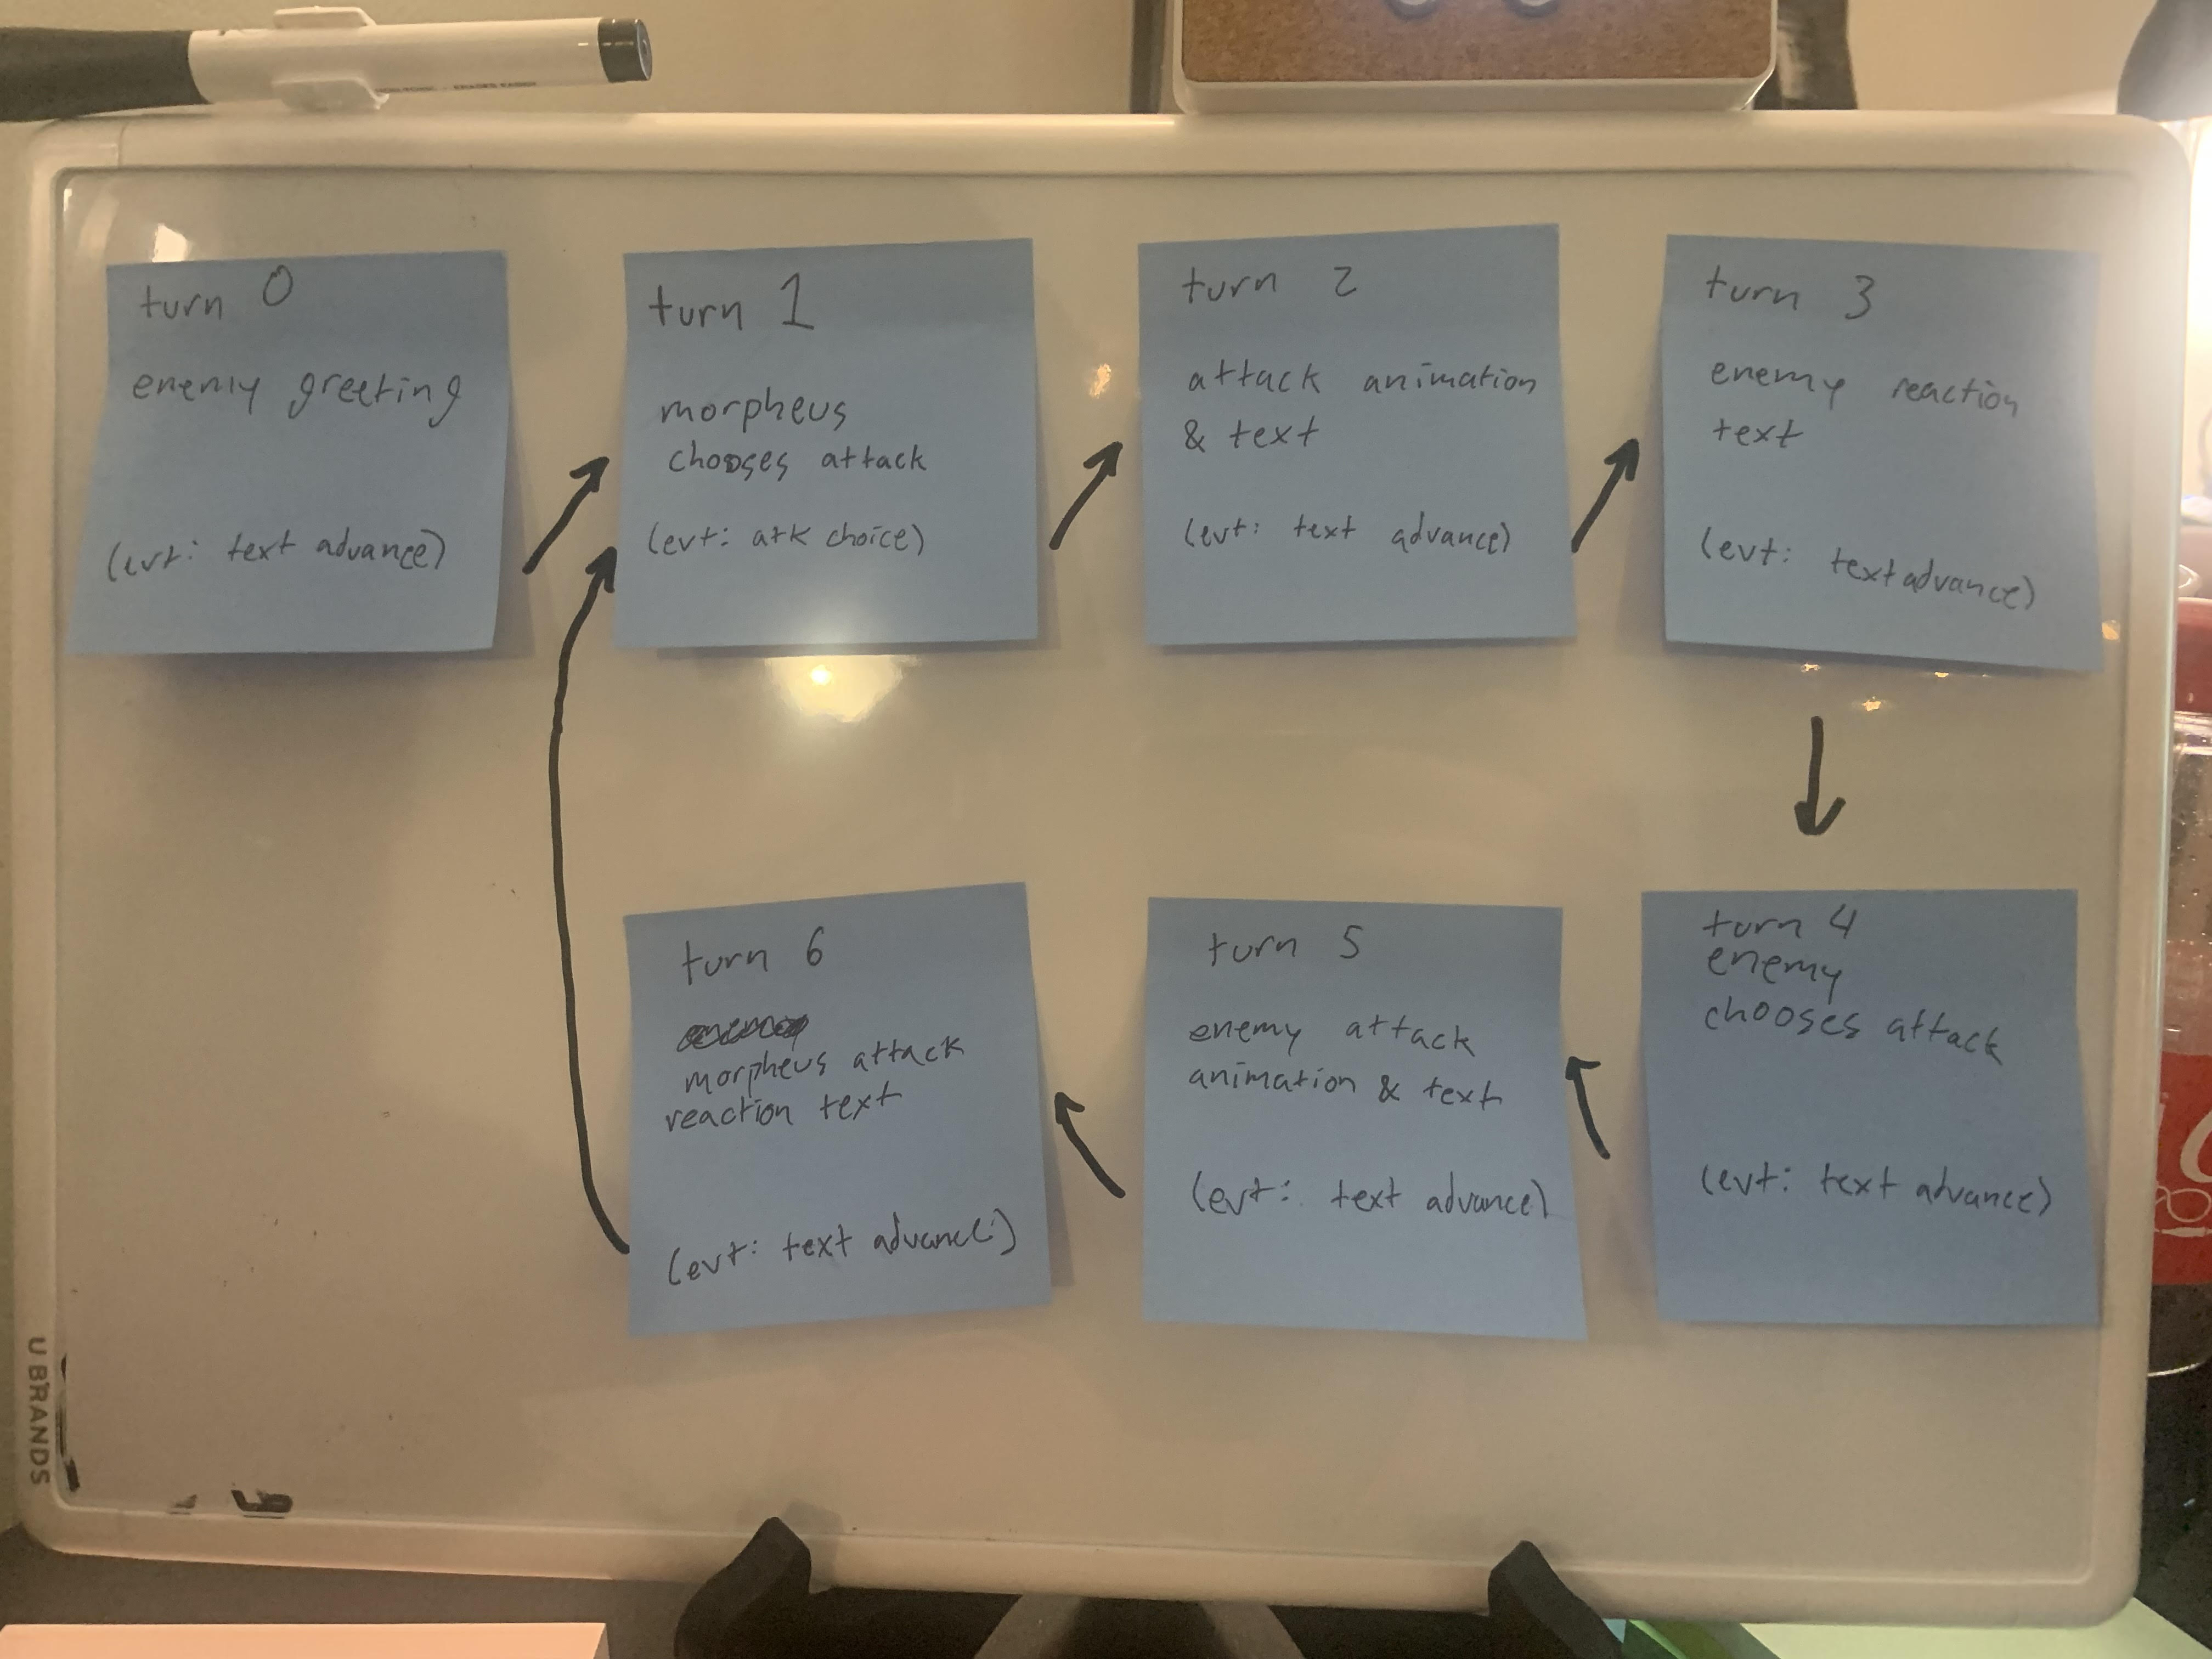 turn 0
enemy greeting
(evt: text advance)
turn 1
morpheus
chooses attack
(evt: atk choice)
turn 2
attack animation
& text
(evt: text advance)
turn 3
enemy reaction
text
(evt: text advance)
turn 4
enemy
chooses attack
(evt: text advance)
turn 5
enemy attack
animation & text
(evt: text advance)
turn 6
morpheus attack
reaction text
(evt: text advance)
U BRANDS